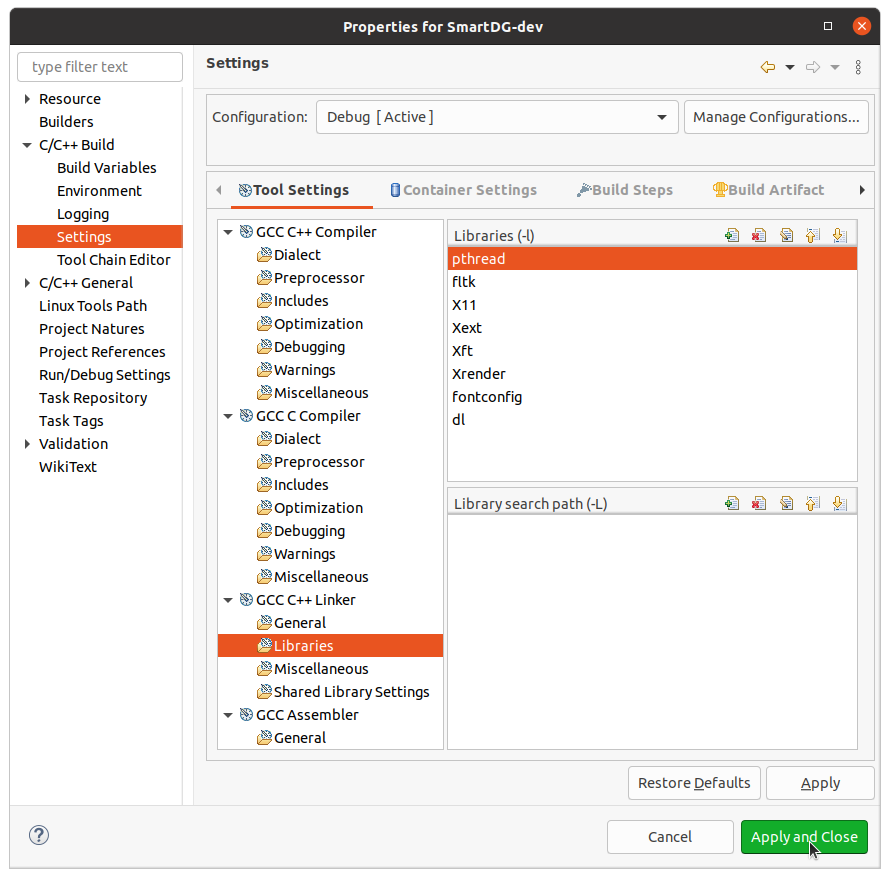 Properties for SmartDG-dev
type filter text
Resource
Builders
C/C++ Build
Build Variables
Environment
Logging
Settings
Tool Chain Editor
C/C++ General
Linux Tools Path
Project Natures
Project References
Run/Debug Settings
Task Repository
Task Tags
Validation
WikiText
Settings
Configuration:
Debug [ Active ]
Manage Configurations...
Tool Settings
Container Settings
Build Steps
Build Artifact
GCC C++ Compiler
Dialect
Preprocessor
Includes
Optimization
Debugging
Warnings
Miscellaneous
GCC C Compiler
Dialect
Preprocessor
Includes
Optimization
Debugging
Warnings
Miscellaneous
GCC C++ Linker
General
Libraries
Miscellaneous
Shared Library Settings
GCC Assembler
General
Libraries (-l)
pthread
fltk
X11
Xext
Xft
Xrender
fontconfig
dl
Library search path (-L)
Restore Defaults
Apply
?
Cancel
Apply and Close